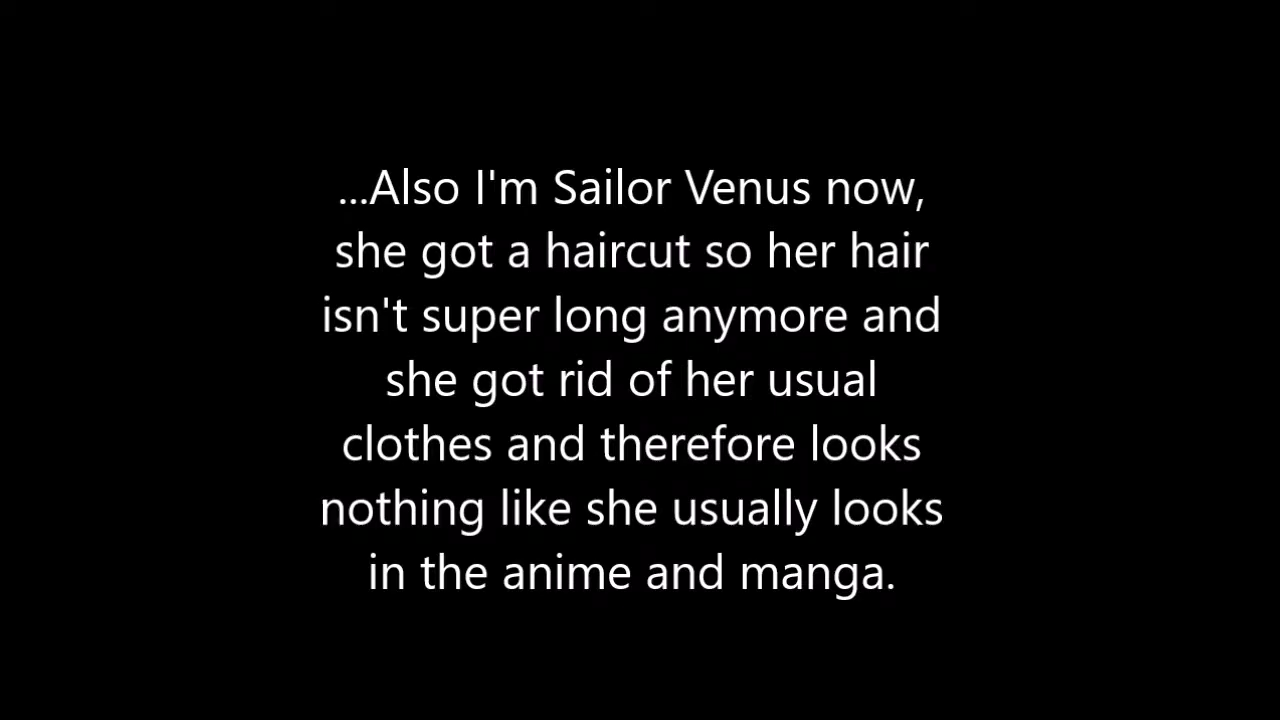 ...Also I'm Sailor Venus now,
she got a haircut so her hair
isn't super long anymore and
she got rid of her usual
clothes and therefore looks
nothing like she usually looks
in the anime and manga.